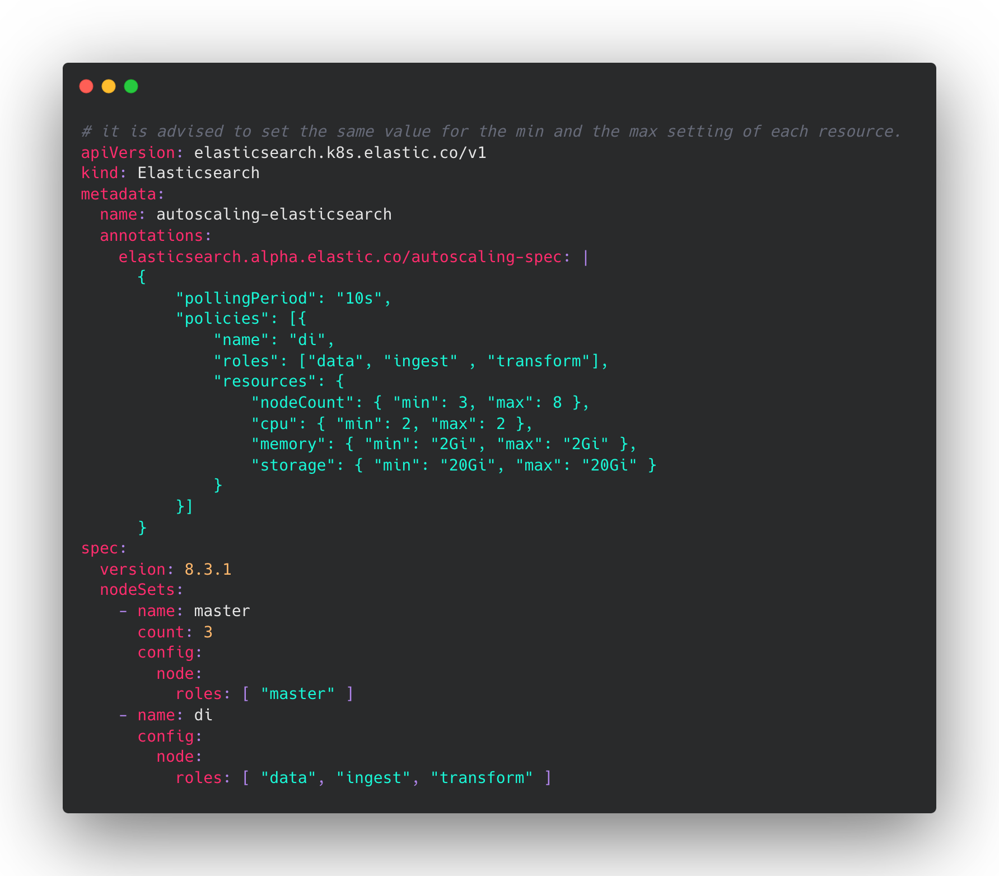 # it is advised to set the same value for the min and the max setting of each resource.
apiVersion: elasticsearch.k8s.elastic.co/v1
kind: Elasticsearch
metadata:
  name: autoscaling-elasticsearch
  annotations:
    elasticsearch.alpha.elastic.co/autoscaling-spec: |
      {
          "pollingPeriod": "10s",
          "policies": [{
              "name": "di",
              "roles": ["data", "ingest" , "transform"],
              "resources": {
                  "nodeCount": { "min": 3, "max": 8 },
                  "cpu": { "min": 2, "max": 2 },
                  "memory": { "min": "2Gi", "max": "2Gi" },
                  "storage": { "min": "20Gi", "max": "20Gi" }
              }
          }]
      }
spec:
  version: 8.3.1
  nodeSets:
    - name: master
      count: 3
      config:
        node:
          roles: [ "master" ]
    - name: di
      config:
        node:
          roles: [ "data", "ingest", "transform" ]